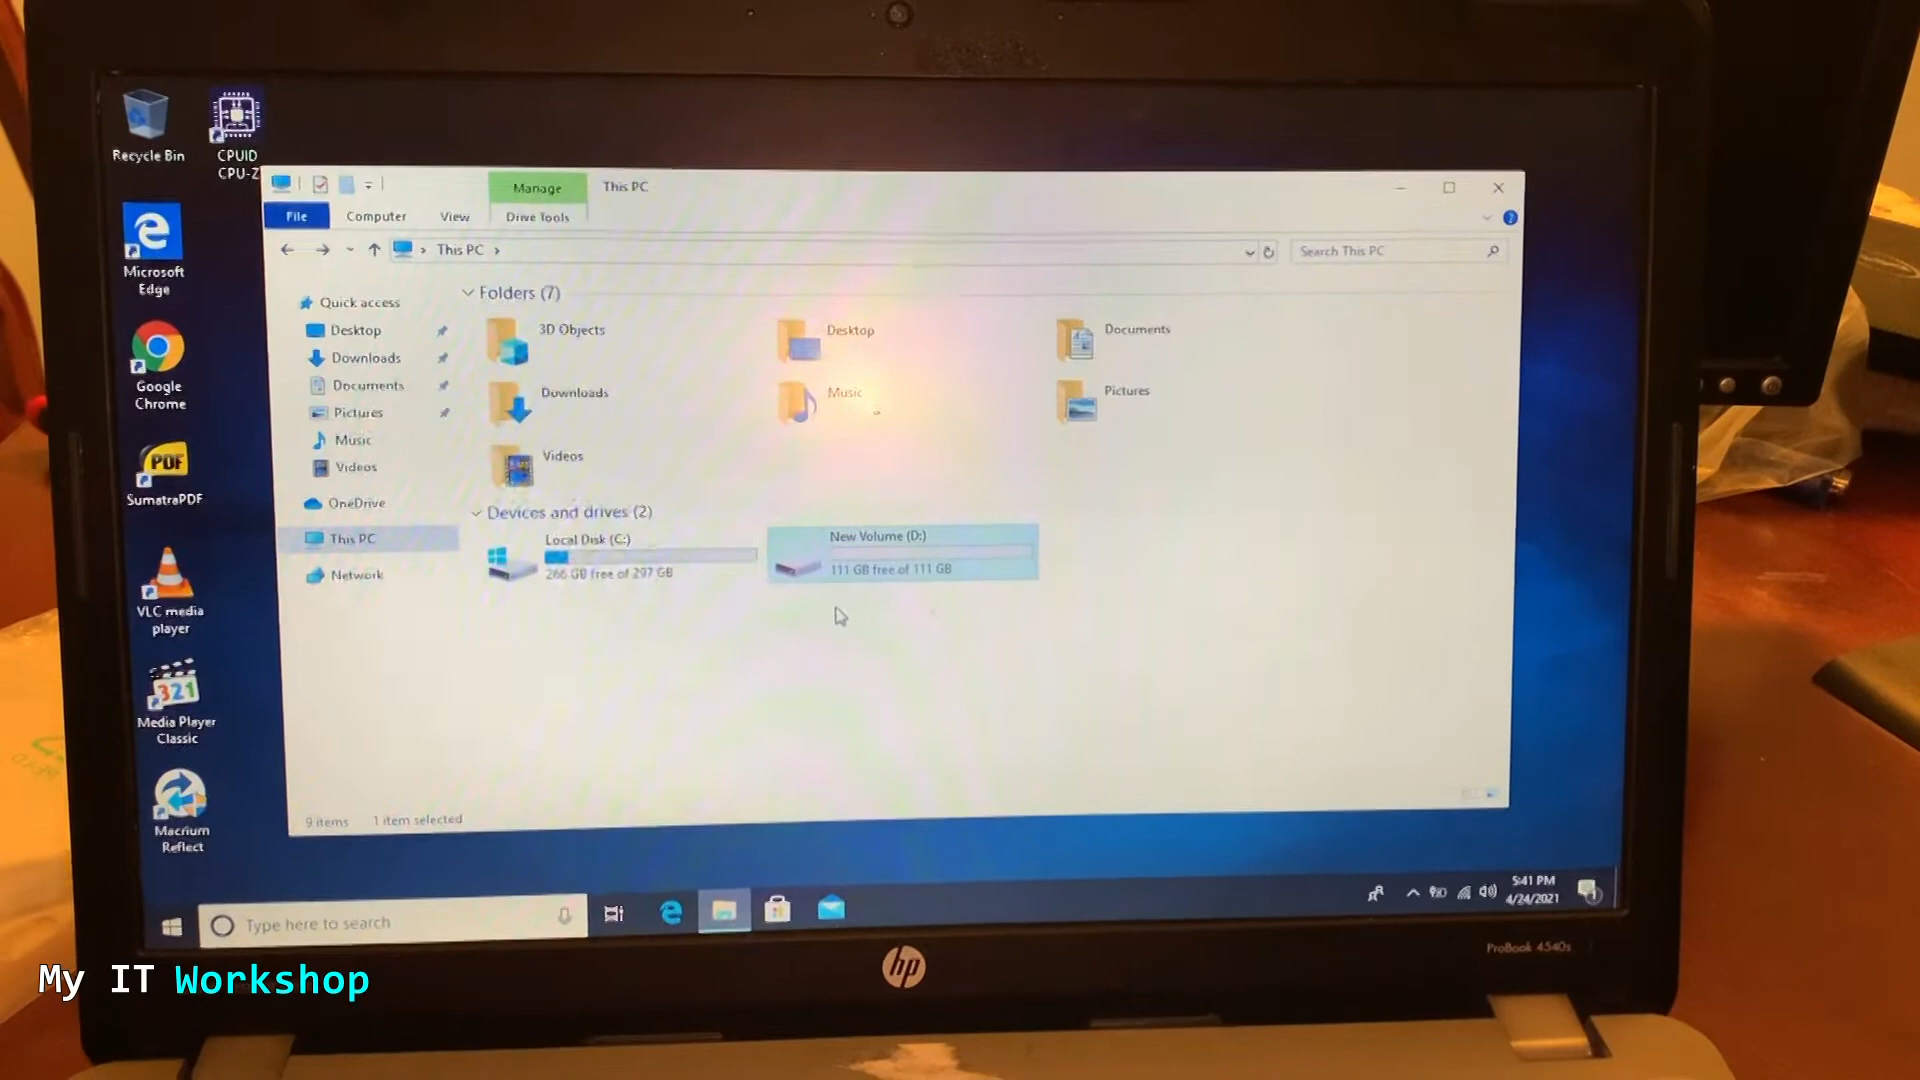 Recycle Bin
CPUID
CPU-Z
Microsoft
Edge
Google
Chrome
PDF
SumatraPDF
VLC media
player
321
Media Player
Classic
Macrium
Reflect
Manage
This PC
File
Computer
View
Drive Tools
This PC
Search This PC
Quick access
Desktop
Downloads
Documents
Pictures
Music
Videos
OneDrive
This PC
Network
Folders (7)
3D Objects
Desktop
Documents
Downloads
Music
Pictures
Videos
Devices and drives (2)
Local Disk (C:)
266 GB free of 297 GB
New Volume (D:)
111 GB free of 111 GB
9 items
1 item selected
Type here to search
5:41 PM
4/24/2021
hp
ProBook 4540s
My IT Workshop